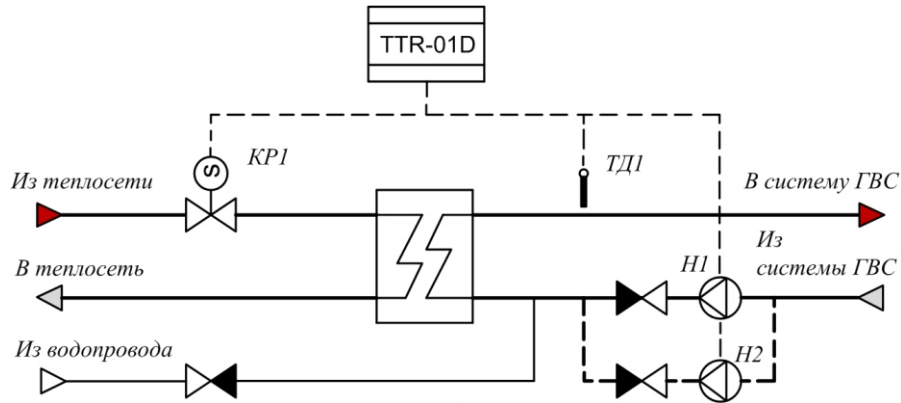 TTR-01D
КР1
ТД1
Из теплосети
В систему ГВС
В теплосеть
Н1
Из
системы ГВС
Из водопровода
Н2
S